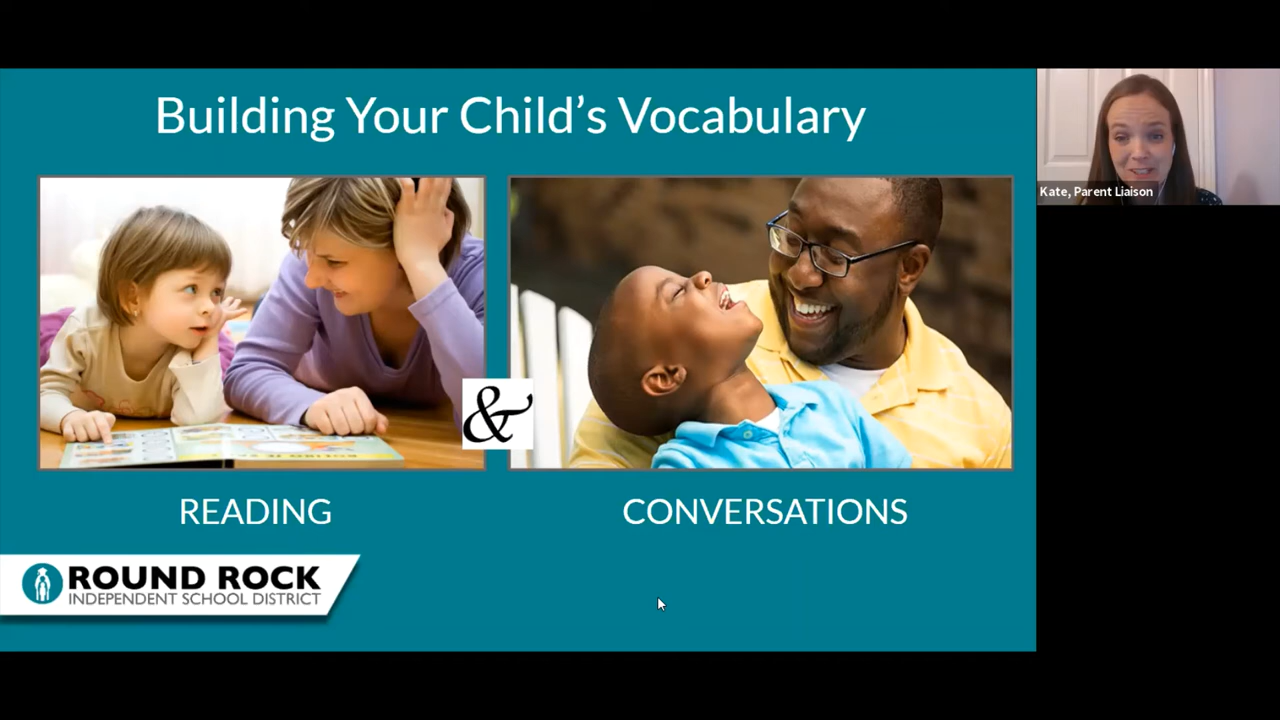 Building Your Child's Vocabulary
Kate, Parent Liaison
&
READING
CONVERSATIONS
ROUND ROCK
INDEPENDENT SCHOOL DISTRICT